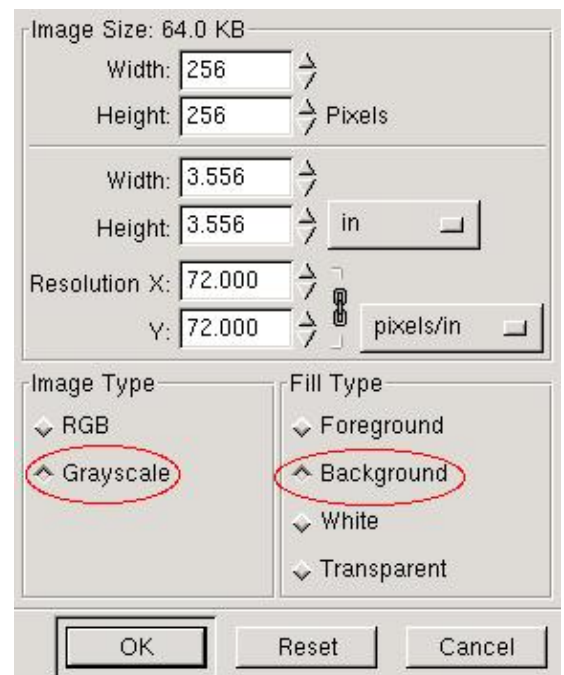 Image Size: 64.0 KB
Width: 256
Height: 256 Pixels
Width: 3.556
Height: 3.556 in
Resolution X: 72.000
Y: 72.000 pixels/in
Image Type
RGB
Grayscale
Fill Type
Foreground
Background
White
Transparent
OK Reset Cancel